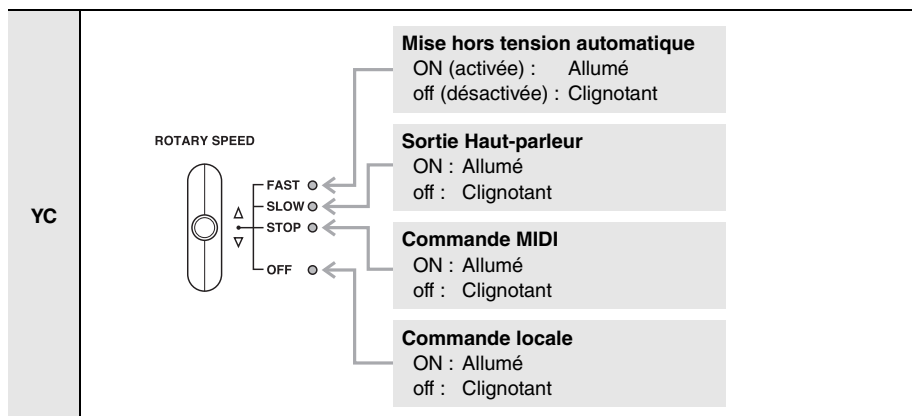 YC
ROTARY SPEED
FAST
SLOW
STOP
OFF
Mise hors tension automatique
ON (activée) : Allumé
off (désactivée) : Clignotant
Sortie Haut-parleur
ON : Allumé
off : Clignotant
Commande MIDI
ON : Allumé
off : Clignotant
Commande locale
ON : Allumé
off : Clignotant